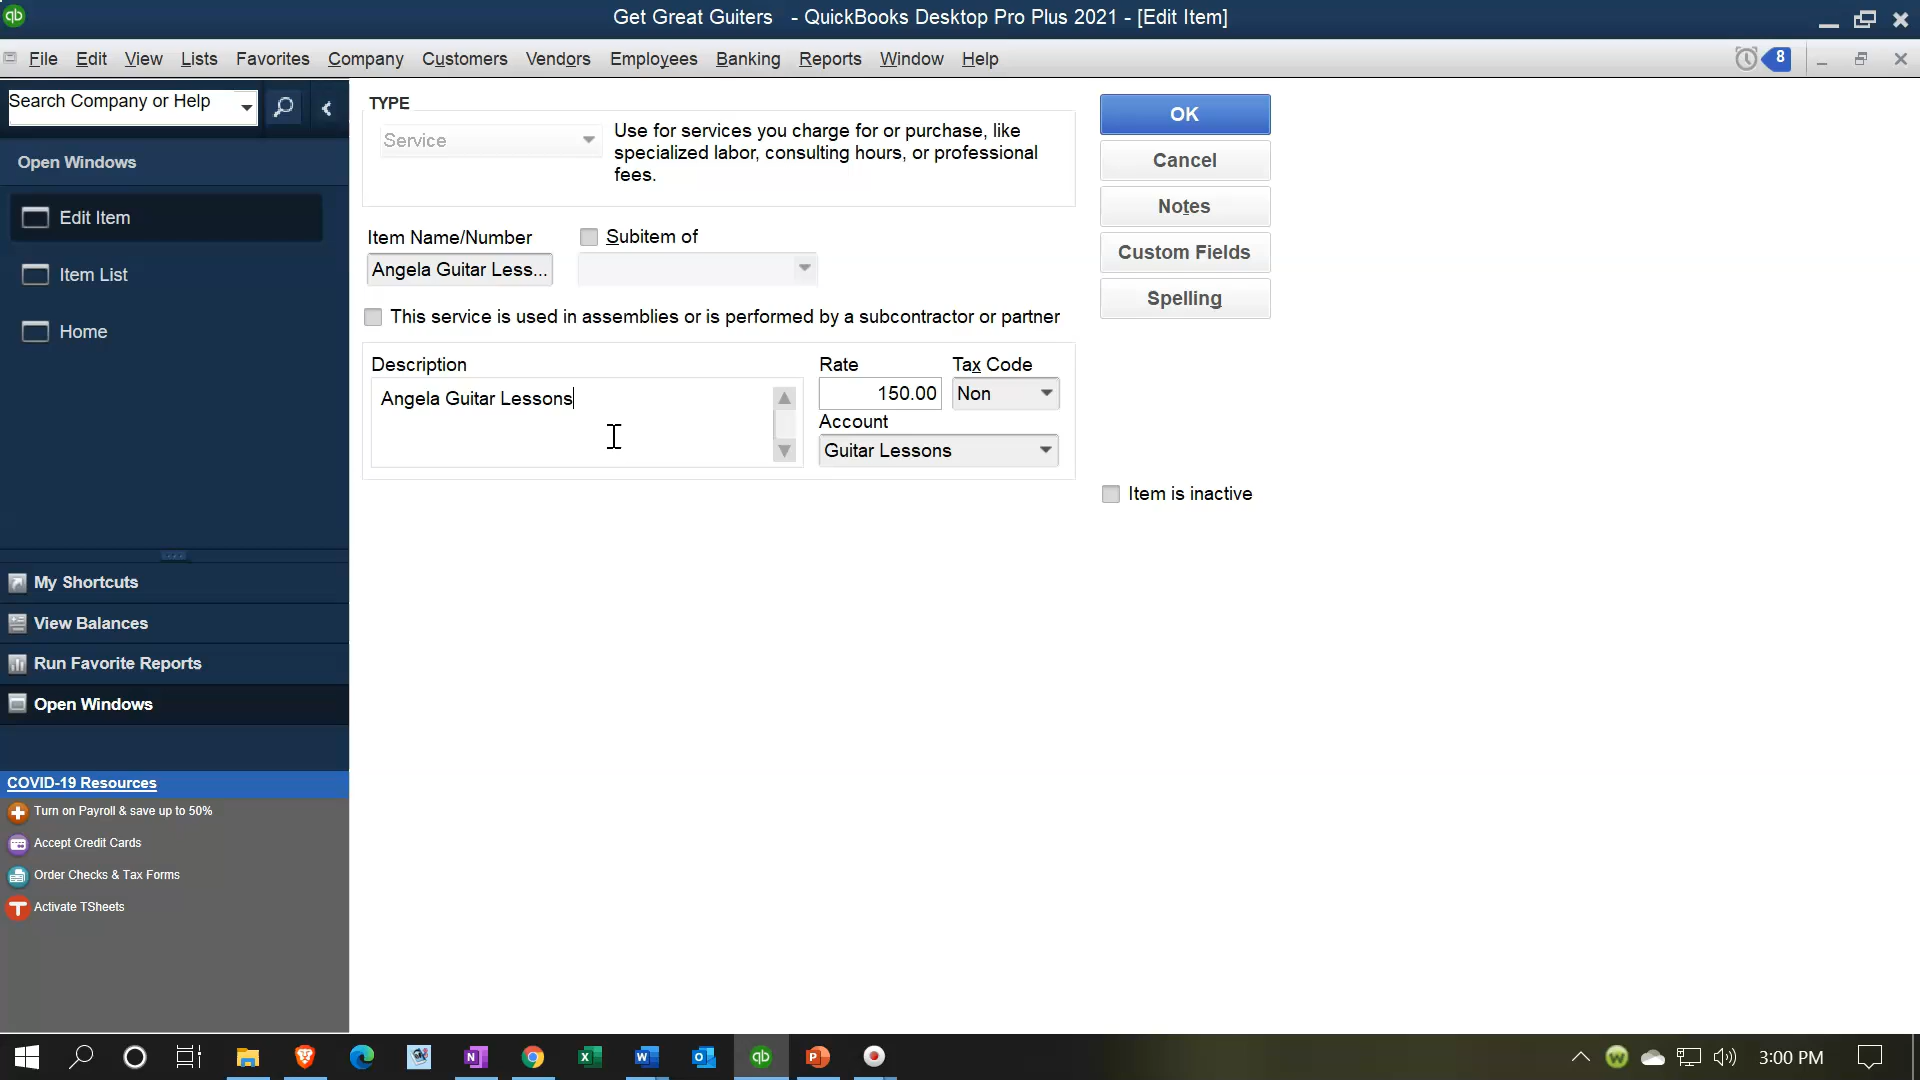 qb
Get Great Guiters - QuickBooks Desktop Pro Plus 2021 - [Edit Item]
File Edit View Lists Favorites Company Customers Vendors Employees Banking Reports Window Help
8
Search Company or Help
Open Windows
Edit Item
Item List
Home
My Shortcuts
View Balances
Run Favorite Reports
Open Windows
COVID-19 Resources
Turn on Payroll & save up to 50%
Accept Credit Cards
Order Checks & Tax Forms
Activate TSheets
TYPE
Service
Use for services you charge for or purchase, like
specialized labor, consulting hours, or professional
fees.
Item Name/Number
Subitem of
Angela Guitar Less...
This service is used in assemblies or is performed by a subcontractor or partner
Description
Rate
Tax Code
Angela Guitar Lessons
150.00
Non
Account
Guitar Lessons
OK
Cancel
Notes
Custom Fields
Spelling
Item is inactive
3:00 PM